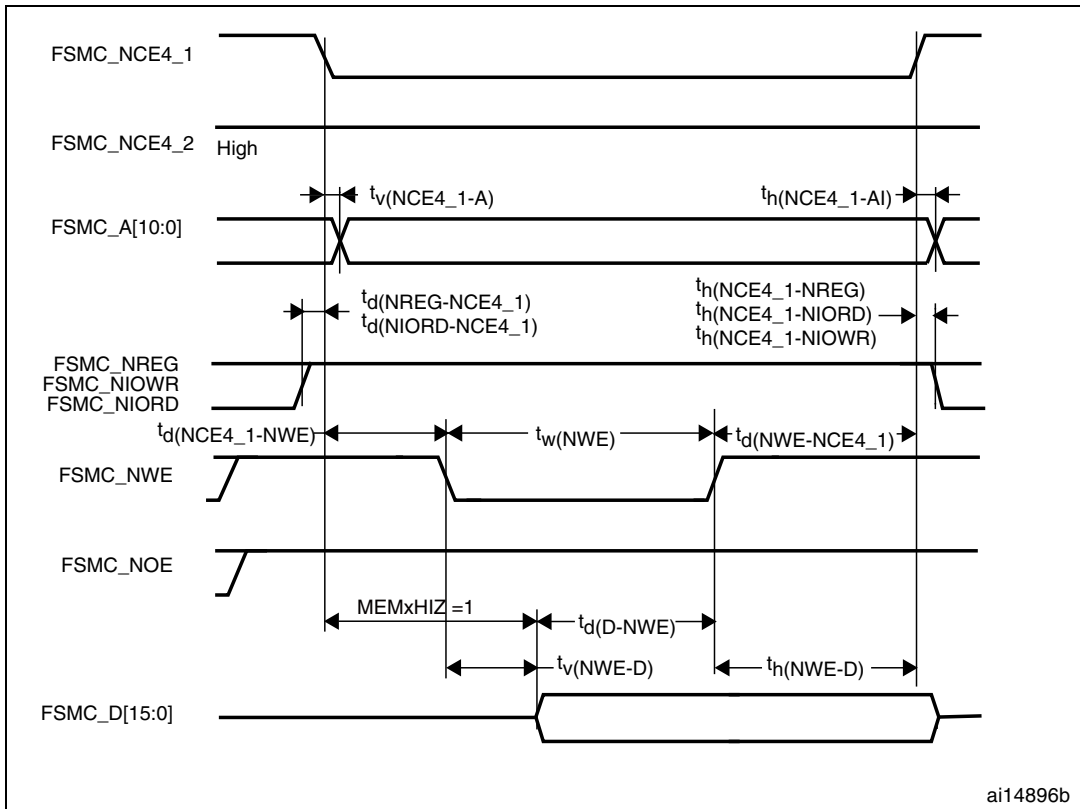 FSMC_NCE4_1
FSMC_NCE4_2 High
tv(NCE4_1-A) th(NCE4_1-AI)
FSMC_A[10:0]
td(NREG-NCE4_1)
td(NIORD-NCE4_1)
th(NCE4_1-NREG)
th(NCE4_1-NIORD)
th(NCE4_1-NIOWR)
FSMC_NREG
FSMC_NIOWR
FSMC_NIORD
td(NCE4_1-NWE) tw(NWE) td(NWE-NCE4_1)
FSMC_NWE
FSMC_NOE
MEMxHIZ =1 td(D-NWE)
tv(NWE-D) th(NWE-D)
FSMC_D[15:0]
ai14896b